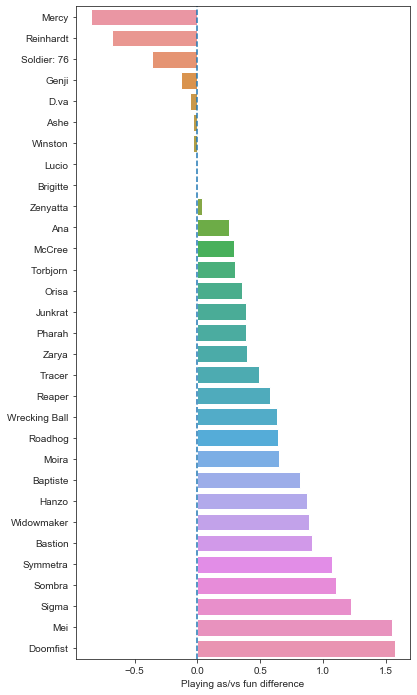 Mercy
Reinhardt
Soldier: 76
Genji
D.va
Ashe
Winston
Lucio
Brigitte
Zenyatta
Ana
McCree
Torbjorn
Orisa
Junkrat
Pharah
Zarya
Tracer
Reaper
Wrecking Ball
Roadhog
Moira
Baptiste
Hanzo
Widowmaker
Bastion
Symmetra
Sombra
Sigma
Mei
Doomfist
−0.5 0.0 0.5 1.0 1.5
Playing as/vs fun difference